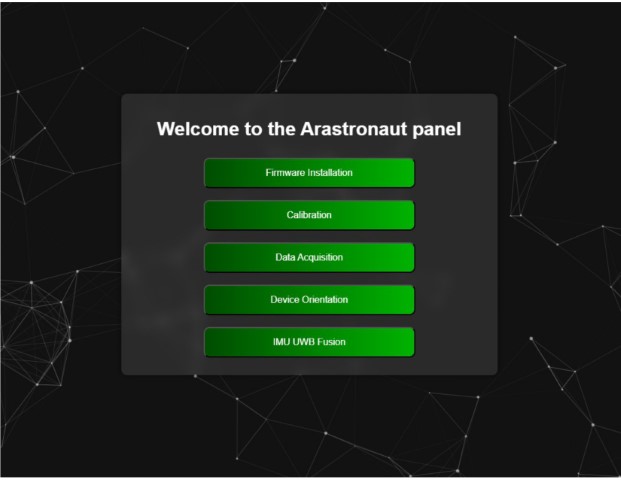 Welcome to the Arastronaut panel
Firmware Installation
Calibration
Data Acquisition
Device Orientation
IMU UWB Fusion